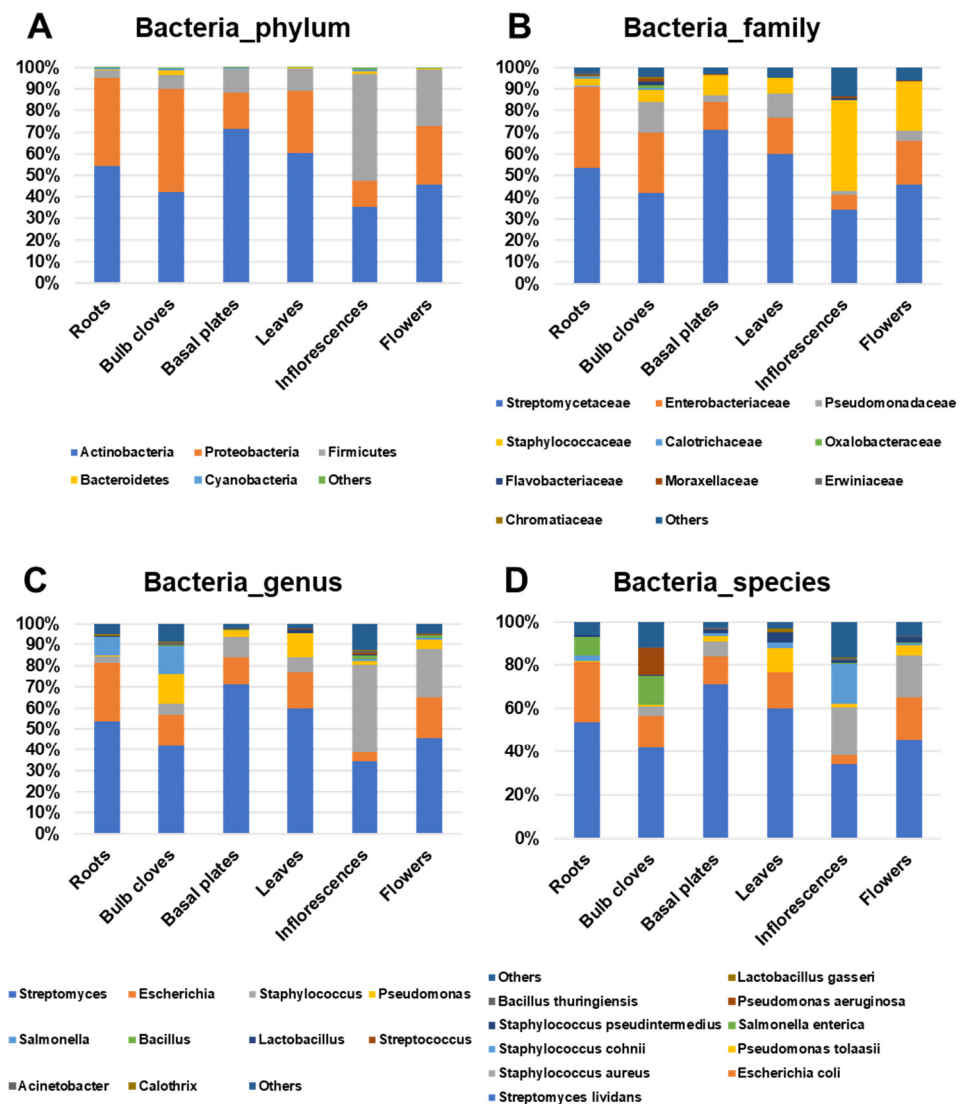 A Bacteria_phylum
100%
90%
80%
70%
60%
50%
40%
30%
20%
10%
0%
Roots
Bulb cloves
Basal plates
Leaves
Inflorescences
Flowers
Actinobacteria Proteobacteria Firmicutes
Bacteroidetes Cyanobacteria Others
B Bacteria_family
100%
90%
80%
70%
60%
50%
40%
30%
20%
10%
0%
Roots
Bulb cloves
Basal plates
Leaves
Inflorescences
Flowers
Streptomycetaceae Enterobacteriaceae Pseudomonadaceae
Staphylococcaceae Calotrichaceae Oxalobacteraceae
Flavobacteriaceae Moraxellaceae Erwiniaceae
Chromatiaceae Others
C Bacteria_genus
100%
90%
80%
70%
60%
50%
40%
30%
20%
10%
0%
Roots
Bulb cloves
Basal plates
Leaves
Inflorescences
Flowers
Streptomyces Escherichia Staphylococcus Pseudomonas
Salmonella Bacillus Lactobacillus Streptococcus
Acinetobacter Calothrix Others
D Bacteria_species
100%
80%
60%
40%
20%
0%
Roots
Bulb cloves
Basal plates
Leaves
Inflorescences
Flowers
Others Lactobacillus gasseri
Bacillus thuringiensis Pseudomonas aeruginosa
Staphylococcus pseudintermedius Salmonella enterica
Staphylococcus cohnii Pseudomonas tolaasii
Staphylococcus aureus Escherichia coli
Streptomyces lividans